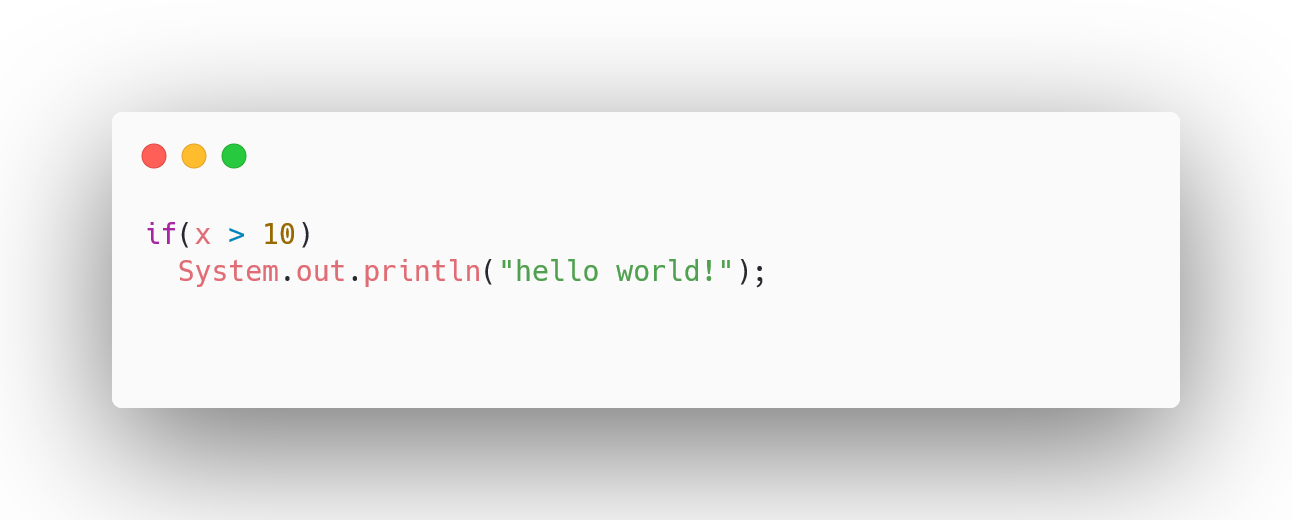 if(x > 10)
  System.out.println("hello world!");